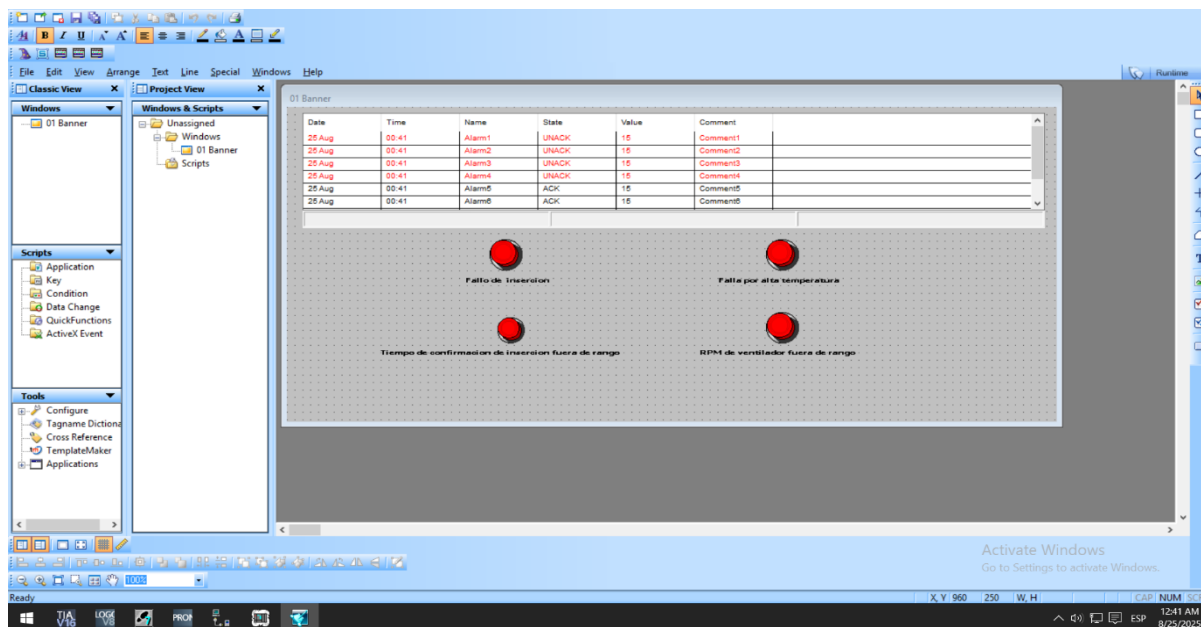 File Edit View Arrange Text Line Special Windows Help
Runtime
Classic View x
Project View x
01 Banner
Windows
Windows & Scripts
01 Banner
Unassigned
Windows
01 Banner
Scripts
Date Time Name State Value Comment
25 Aug 00:41 Alarm1 UNACK 15 Comment1
25 Aug 00:41 Alarm2 UNACK 15 Comment2
25 Aug 00:41 Alarm3 UNACK 15 Comment3
25 Aug 00:41 Alarm4 UNACK 15 Comment4
25 Aug 00:41 Alarm5 ACK 15 Comment5
25 Aug 00:41 Alarm6 ACK 15 Comment6
Scripts
Application
Key
Condition
Data Change
QuickFunctions
ActiveX Event
Fallo de insercion
Falla por alta temperatura
Tiempo de confirmacion de insercion fuera de rango
RPM de ventilador fuera de rango
Tools
Configure
Tagname Dictiona
Cross Reference
TemplateMaker
Applications
Activate Windows
Go to Settings to activate Windows.
100%
Ready
X, Y 960 250 W, H CAP NUM SC
TIA V16
LOGO V8
PRON
ESP
12:41 AM
8/25/2025